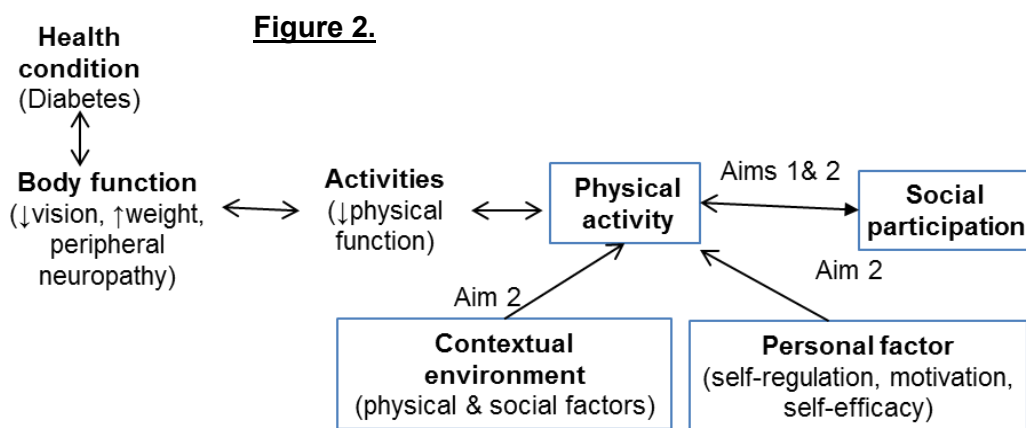 Figure 2.
Health
condition
(Diabetes)
Body function
(↓vision, ↑weight,
peripheral
neuropathy)
Activities
(↓physical
function)
Physical
activity
Aims 1& 2
Social
participation
Aim 2
Aim 2
Contextual
environment
(physical & social factors)
Personal factor
(self-regulation, motivation,
self-efficacy)